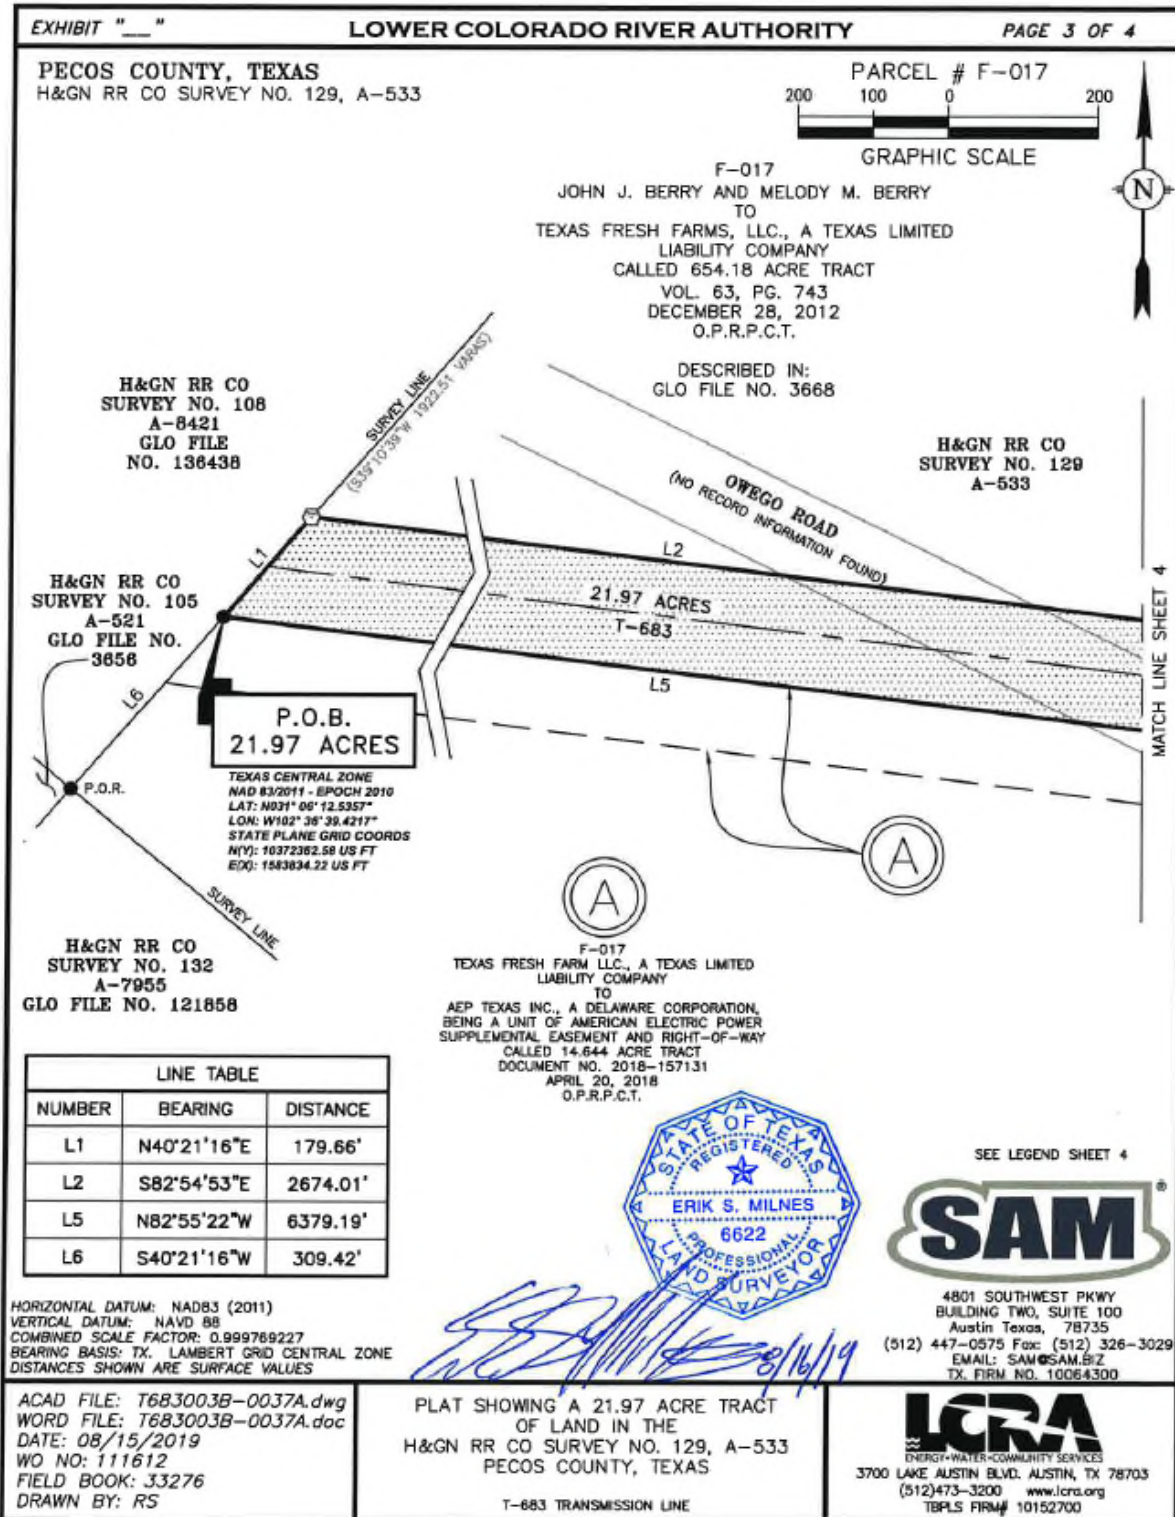 EXHIBIT "__"
LOWER COLORADO RIVER AUTHORITY
PAGE 3 OF 4
PECOS COUNTY, TEXAS
H&GN RR CO SURVEY NO. 129, A-533
PARCEL # F-017
200 100 0 200
GRAPHIC SCALE
N
F-017
JOHN J. BERRY AND MELODY M. BERRY
TO
TEXAS FRESH FARMS, LLC., A TEXAS LIMITED
LIABILITY COMPANY
CALLED 654.18 ACRE TRACT
VOL. 63, PG. 743
DECEMBER 28, 2012
O.P.R.P.C.T.
DESCRIBED IN:
GLO FILE NO. 3668
H&GN RR CO
SURVEY NO. 108
A-8421
GLO FILE
NO. 136438
SURVEY LINE
(S39°10'39"W 1922.51 VARAS)
H&GN RR CO
SURVEY NO. 129
A-533
OWEGO ROAD
(NO RECORD INFORMATION FOUND)
L1
L2
H&GN RR CO
SURVEY NO. 105
A-521
GLO FILE NO.
3656
21.97 ACRES
T-683
L5
L6
MATCH LINE SHEET 4
P.O.B.
21.97 ACRES
P.O.R.
TEXAS CENTRAL ZONE
NAD 83/2011 - EPOCH 2010
LAT: N031° 06' 12.5357"
LON: W102° 36' 39.4217"
STATE PLANE GRID COORDS
N(Y): 10372362.58 US FT
E(X): 1583834.22 US FT
A
A
SURVEY LINE
H&GN RR CO
SURVEY NO. 132
A-7955
GLO FILE NO. 121858
F-017
TEXAS FRESH FARM LLC., A TEXAS LIMITED
LIABILITY COMPANY
TO
AEP TEXAS INC., A DELAWARE CORPORATION,
BEING A UNIT OF AMERICAN ELECTRIC POWER
SUPPLEMENTAL EASEMENT AND RIGHT-OF-WAY
CALLED 14.644 ACRE TRACT
DOCUMENT NO. 2018-157131
APRIL 20, 2018
O.P.R.P.C.T.
LINE TABLE
NUMBER BEARING DISTANCE
L1 N40°21'16"E 179.66'
L2 S82°54'53"E 2674.01'
L5 N82°55'22"W 6379.19'
L6 S40°21'16"W 309.42'
STATE OF TEXAS
REGISTERED
ERIK S. MILNES
6622
PROFESSIONAL
LAND SURVEYOR
8/16/19
SEE LEGEND SHEET 4
SAM®
4801 SOUTHWEST PKWY
BUILDING TWO, SUITE 100
Austin Texas, 78735
(512) 447-0575 Fax: (512) 326-3029
EMAIL: SAM@SAM.BIZ
TX. FIRM NO. 10064300
HORIZONTAL DATUM: NAD83 (2011)
VERTICAL DATUM: NAVD 88
COMBINED SCALE FACTOR: 0.999769227
BEARING BASIS: TX. LAMBERT GRID CENTRAL ZONE
DISTANCES SHOWN ARE SURFACE VALUES
ACAD FILE: T683003B-0037A.dwg
WORD FILE: T683003B-0037A.doc
DATE: 08/15/2019
WO NO: 111612
FIELD BOOK: 33276
DRAWN BY: RS
PLAT SHOWING A 21.97 ACRE TRACT
OF LAND IN THE
H&GN RR CO SURVEY NO. 129, A-533
PECOS COUNTY, TEXAS
T-683 TRANSMISSION LINE
LCRA
ENERGY•WATER•COMMUNITY SERVICES
3700 LAKE AUSTIN BLVD. AUSTIN, TX 78703
(512)473-3200 www.lcra.org
TBPLS FIRM# 10152700